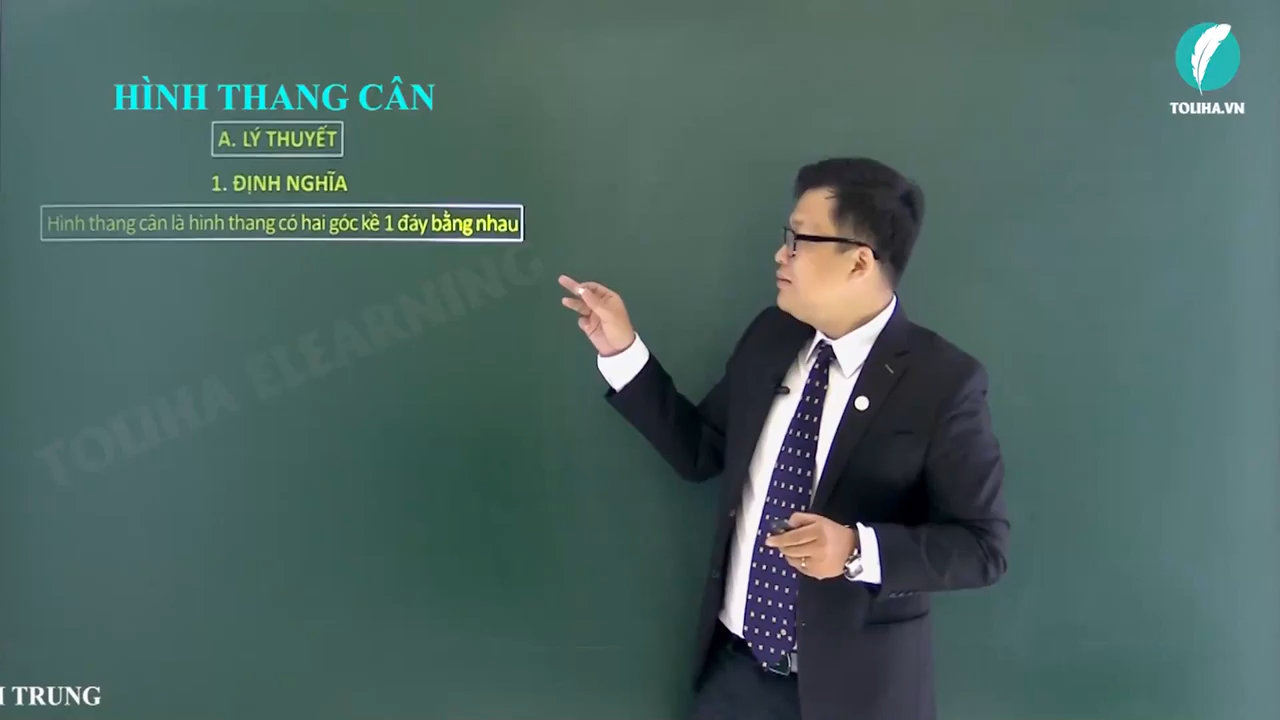 HÌNH THANG CÂN
A. LÝ THUYẾT
1. ĐỊNH NGHĨA
Hình thang cân là hình thang có hai góc kề 1 đáy bằng nhau
TOLIHA.VN
TOLIHA ELEARNING
TRUNG